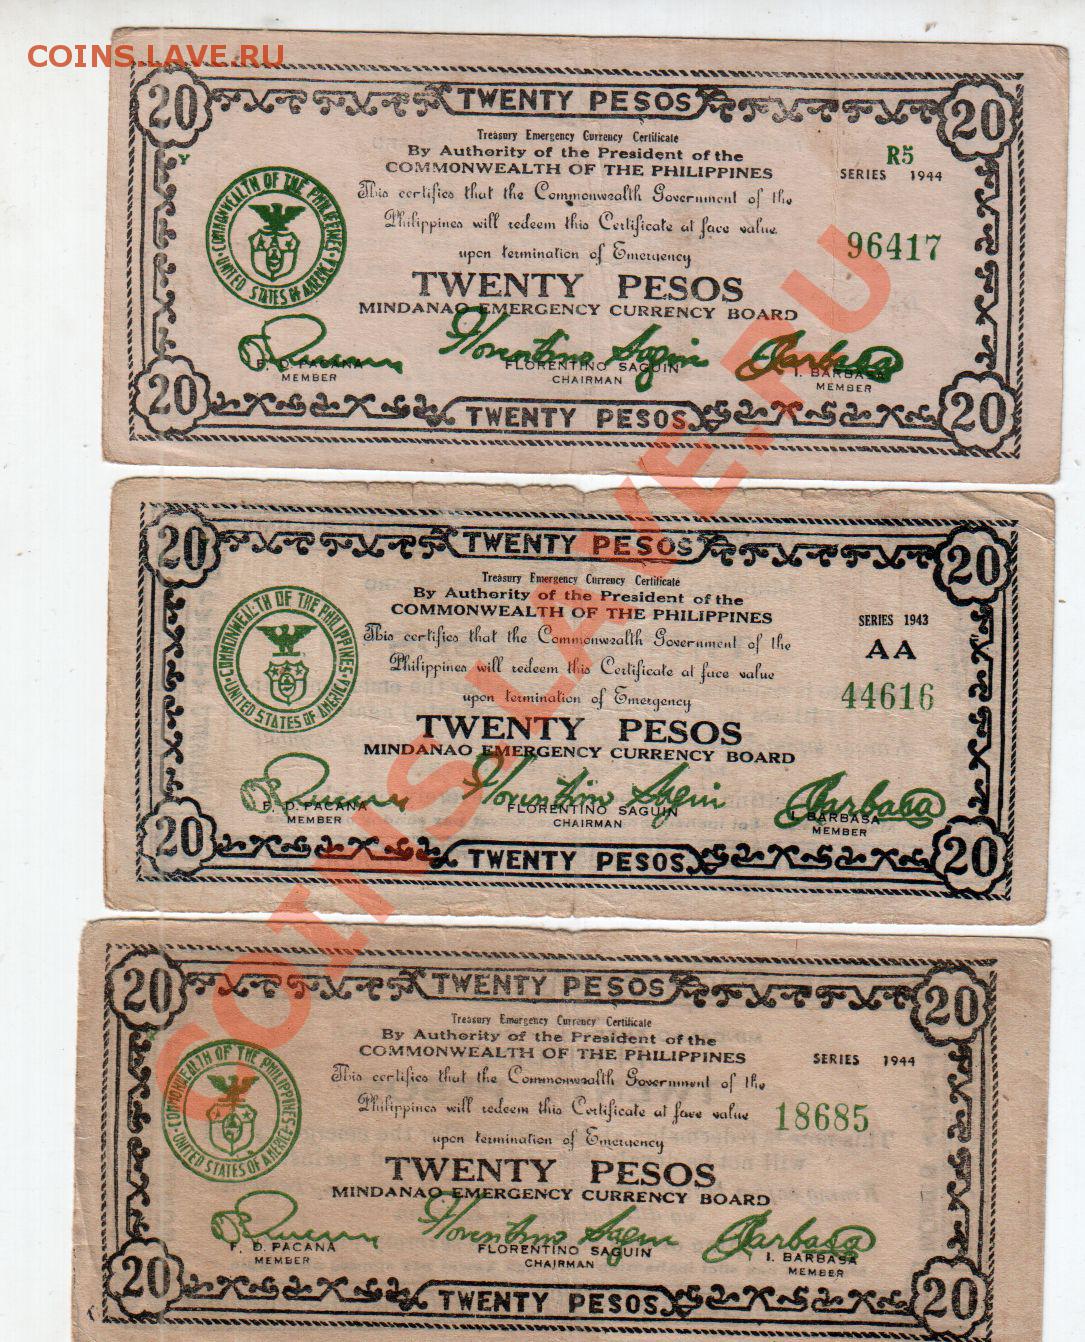 COINS.LAVE.RU
20 TWENTY PESOS 20
Treasury Emergency Currency Certificate
By Authority of the President of the
COMMONWEALTH OF THE PHILIPPINES
R5
SERIES 1944
Y
This certifies that the Commonwealth Government of the
Philippines will redeem this Certificate at face value
upon termination of Emergency
96417
COMMONWEALTH OF THE PHILIPPINES
UNITED STATES OF AMERICA
TWENTY PESOS
MINDANAO EMERGENCY CURRENCY BOARD
Florentino Saguin
Barbasa
F. D. PACANA
MEMBER
FLORENTINO SAGUIN
CHAIRMAN
I. BARBASA
MEMBER
20 TWENTY PESOS 20
20 TWENTY PESOS 20
Treasury Emergency Currency Certificate
By Authority of the President of the
COMMONWEALTH OF THE PHILIPPINES
SERIES 1943
AA
This certifies that the Commonwealth Government of the
Philippines will redeem this Certificate at face value
upon termination of Emergency
44616
COMMONWEALTH OF THE PHILIPPINES
UNITED STATES OF AMERICA
TWENTY PESOS
MINDANAO EMERGENCY CURRENCY BOARD
Florentino Saguin
Barbasa
F. D. PACANA
MEMBER
FLORENTINO SAGUIN
CHAIRMAN
I. BARBASA
MEMBER
20 TWENTY PESOS 20
20 TWENTY PESOS 20
Treasury Emergency Currency Certificate
By Authority of the President of the
COMMONWEALTH OF THE PHILIPPINES
SERIES 1944
This certifies that the Commonwealth Government of the
Philippines will redeem this Certificate at face value
upon termination of Emergency
18685
COMMONWEALTH OF THE PHILIPPINES
UNITED STATES OF AMERICA
TWENTY PESOS
MINDANAO EMERGENCY CURRENCY BOARD
Florentino Saguin
Barbasa
F. D. PACANA
MEMBER
FLORENTINO SAGUIN
CHAIRMAN
I. BARBASA
MEMBER
20 TWENTY PESOS 20
COINS.LAVE.RU